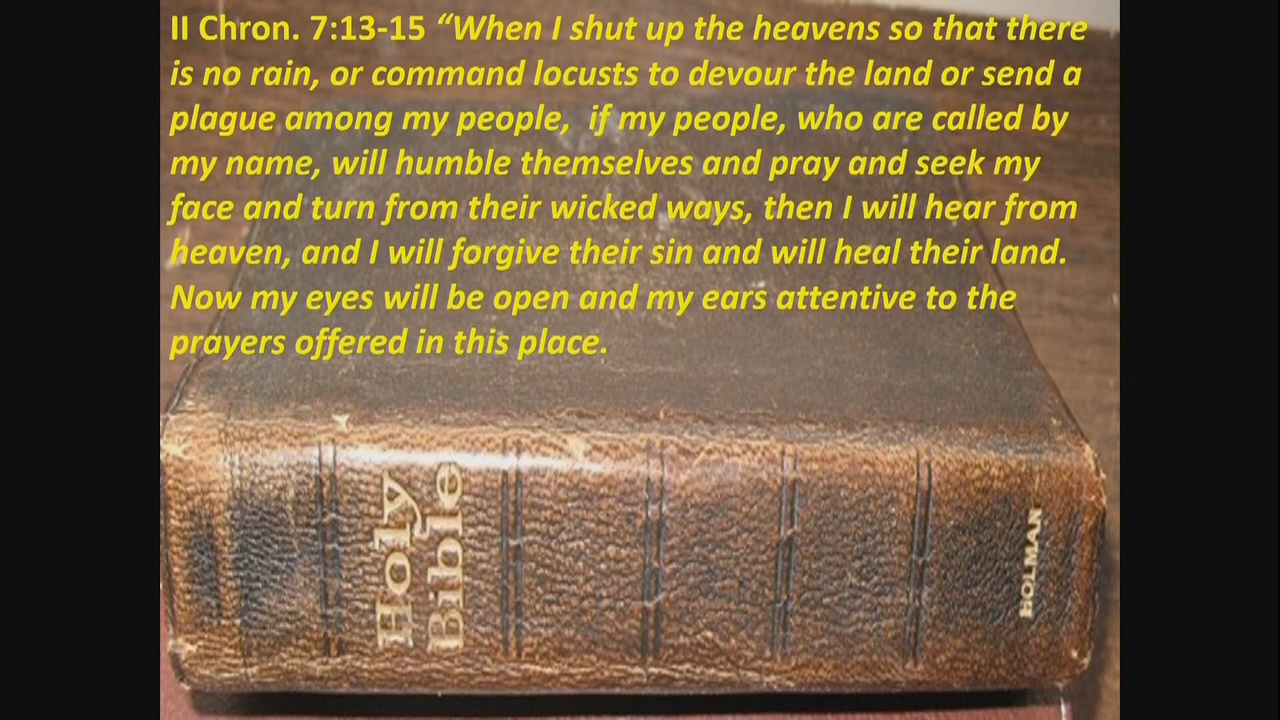 II Chron. 7:13-15 “When I shut up the heavens so that there
is no rain, or command locusts to devour the land or send a
plague among my people,  if my people, who are called by
my name, will humble themselves and pray and seek my
face and turn from their wicked ways, then I will hear from
heaven, and I will forgive their sin and will heal their land.
Now my eyes will be open and my ears attentive to the
prayers offered in this place.
Holy
Bible
HOLMAN